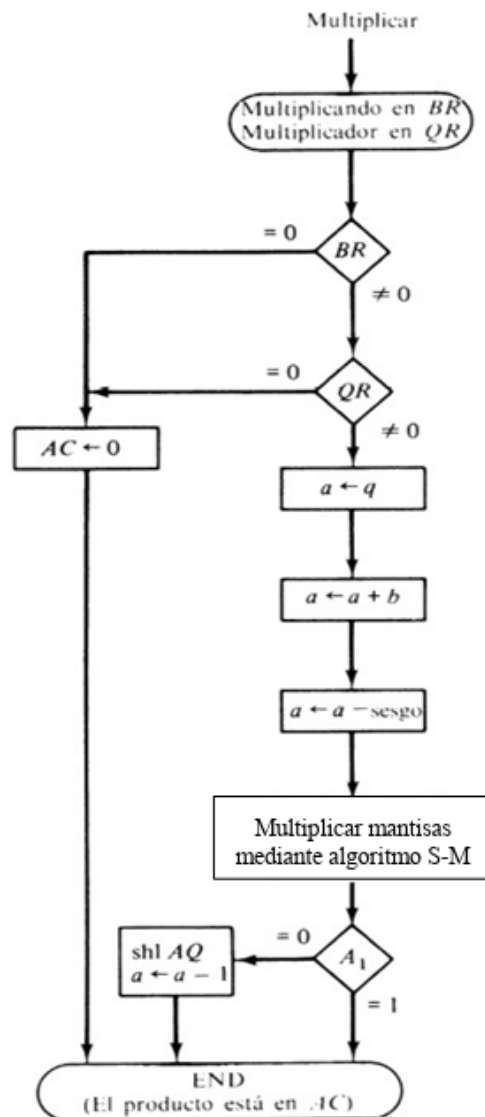 Multiplicar
Multiplicando en BR
Multiplicador en QR
= 0
BR
≠ 0
= 0
QR
≠ 0
AC ← 0
a ← q
a ← a + b
a ← a − sesgo
Multiplicar mantisas
mediante algoritmo S-M
= 0
shl AQ
a ← a − 1
A₁
= 1
END
(El producto está en AC)